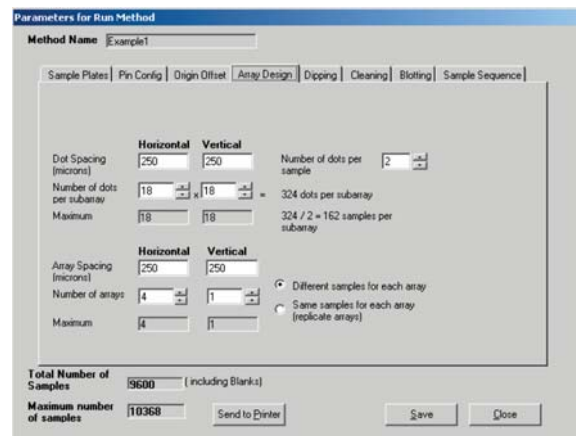 Parameters for Run Method
Method Name Example1
Sample Plates Pin Config Origin Offset Array Design Dipping Cleaning Blotting Sample Sequence
Horizontal Vertical
Dot Spacing (microns) 250 250 Number of dots per sample 2
Number of dots per subarray 18 x 18 = 324 dots per subarray
Maximum 18 18 324 / 2 = 162 samples per subarray
Horizontal Vertical
Array Spacing (microns) 250 250
Different samples for each array
Number of arrays 4 1
Same samples for each array (replicate arrays)
Maximum 4 1
Total Number of Samples 9600 ( including Blanks)
Maximum number of samples 10368 Send to Printer Save Close